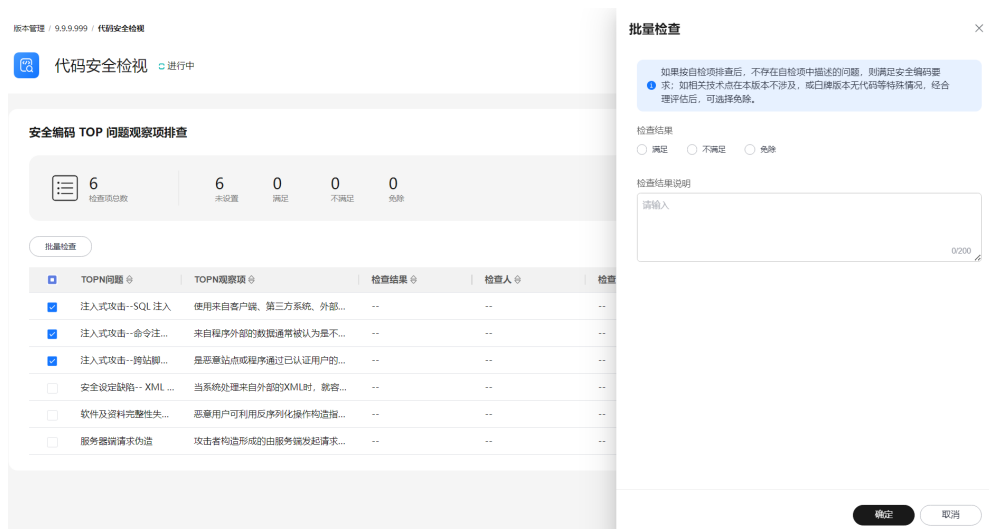 版本管理 / 9.9.9.999 / 代码安全检视
代码安全检视 进行中
安全编码 TOP 问题观察项排查
6 6 0 0 0
检查项总数 未设置 满足 不满足 免除
批量检查
TOPN问题 TOPN观察项 检查结果 检查人 检查
注入式攻击--SQL 注入 使用来自客户端、第三方系统、外部... -- -- --
注入式攻击--命令注... 来自程序外部的数据通常被认为是不... -- -- --
注入式攻击--跨站脚... 是恶意站点或程序通过已认证用户的... -- -- --
安全设定缺陷-- XML ... 当系统处理来自外部的XML时，就容... -- -- --
软件及资料完整性失... 恶意用户可利用反序列化操作构造指... -- -- --
服务器端请求伪造 攻击者构造形成的由服务端发起请求... -- -- --
批量检查
如果按自检项排查后，不存在自检项中描述的问题，则满足安全编码要
求；如相关技术点在本版本不涉及，或白牌版本无代码等特殊情况，经合
理评估后，可选择免除。
检查结果
满足 不满足 免除
检查结果说明
请输入
0/200
确定 取消